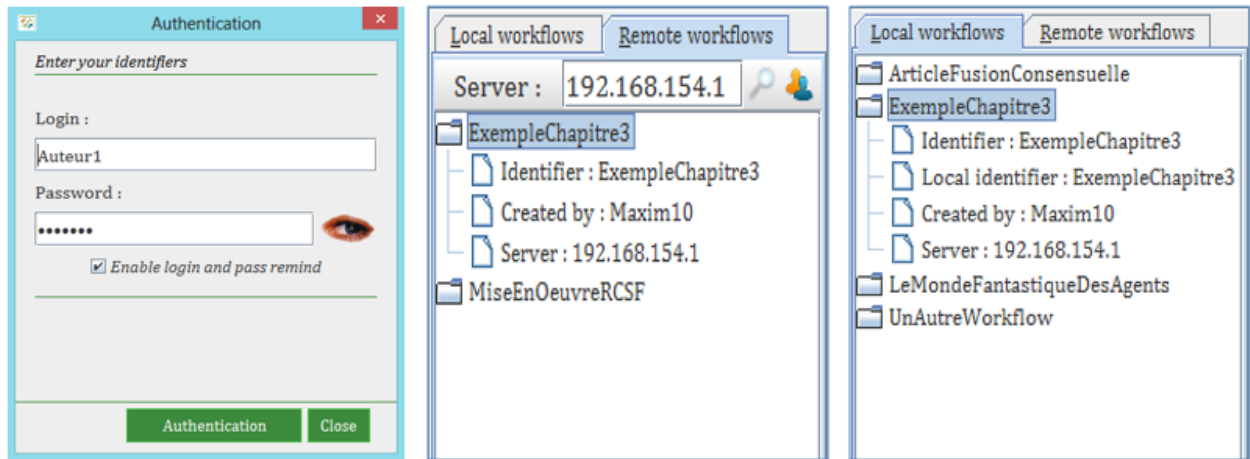 Authentication
Enter your identifiers
Login :
Auteur1
Password :
•••••••
Enable login and pass remind
Authentication Close
Local workflows Remote workflows
Server : 192.168.154.1
ExempleChapitre3
Identifier : ExempleChapitre3
Created by : Maxim10
Server : 192.168.154.1
MiseEnOeuvreRCSF
Local workflows Remote workflows
ArticleFusionConsensuelle
ExempleChapitre3
Identifier : ExempleChapitre3
Local identifier : ExempleChapitre3
Created by : Maxim10
Server : 192.168.154.1
LeMondeFantastiqueDesAgents
UnAutreWorkflow